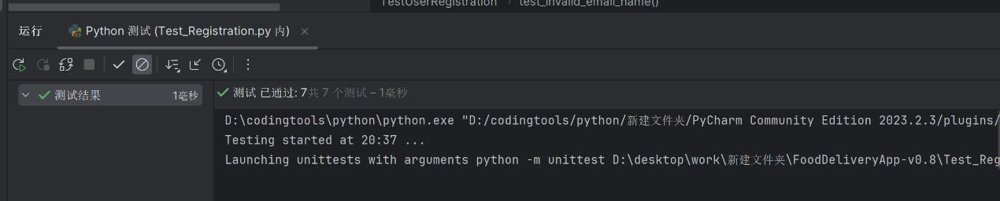 TestUserRegistration › test_invalid_email_name()
运行 Python 测试 (Test_Registration.py 内) ×
测试结果 1毫秒
测试 已通过: 7共 7 个测试 – 1毫秒
D:\codingtools\python\python.exe "D:/codingtools/python/新建文件夹/PyCharm Community Edition 2023.2.3/plugins/
Testing started at 20:37 ...
Launching unittests with arguments python -m unittest D:\desktop\work\新建文件夹\FoodDeliveryApp-v0.8\Test_Reg